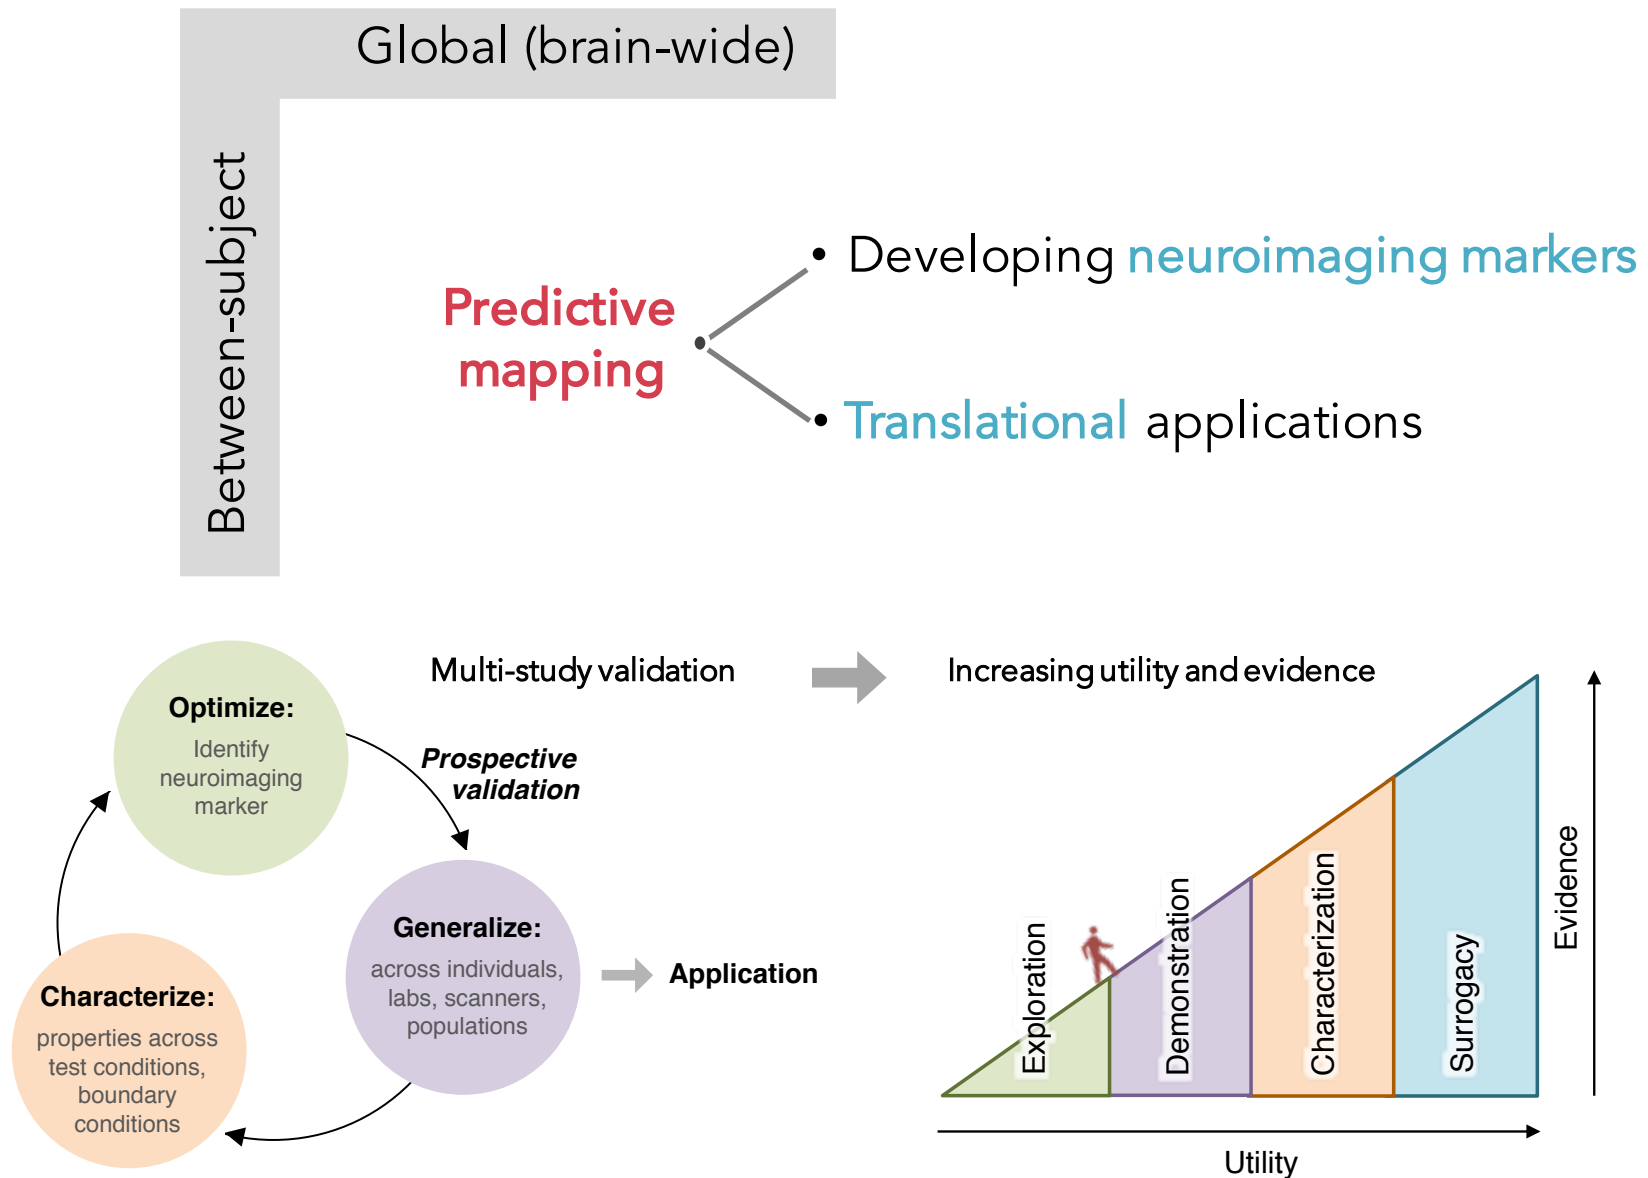 Global (brain-wide)
Between-subject
Predictive
mapping
• Developing neuroimaging markers
• Translational applications
Multi-study validation
Increasing utility and evidence
Optimize:
Identify
neuroimaging
marker
Prospective
validation
Generalize:
across individuals,
labs, scanners,
populations
Application
Characterize:
properties across
test conditions,
boundary
conditions
Exploration
Demonstration
Characterization
Surrogacy
Evidence
Utility